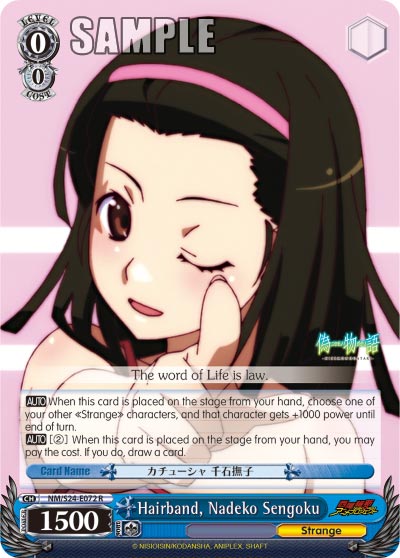 LEVEL
0
0
COST
SAMPLE
偽物語
The word of Life is law.
AUTO When this card is placed on the stage from your hand, choose one of
your other «Strange» characters, and that character gets +1000 power until
end of turn.
AUTO [②] When this card is placed on the stage from your hand, you may
pay the cost. If you do, draw a card.
Card Name
カチューシャ 千石撫子
CH
NM/S24-E072 R
POWER
1500
SOUL
Hairband, Nadeko Sengoku
Strange
© NISIOISIN/KODANSHA, ANIPLEX, SHAFT